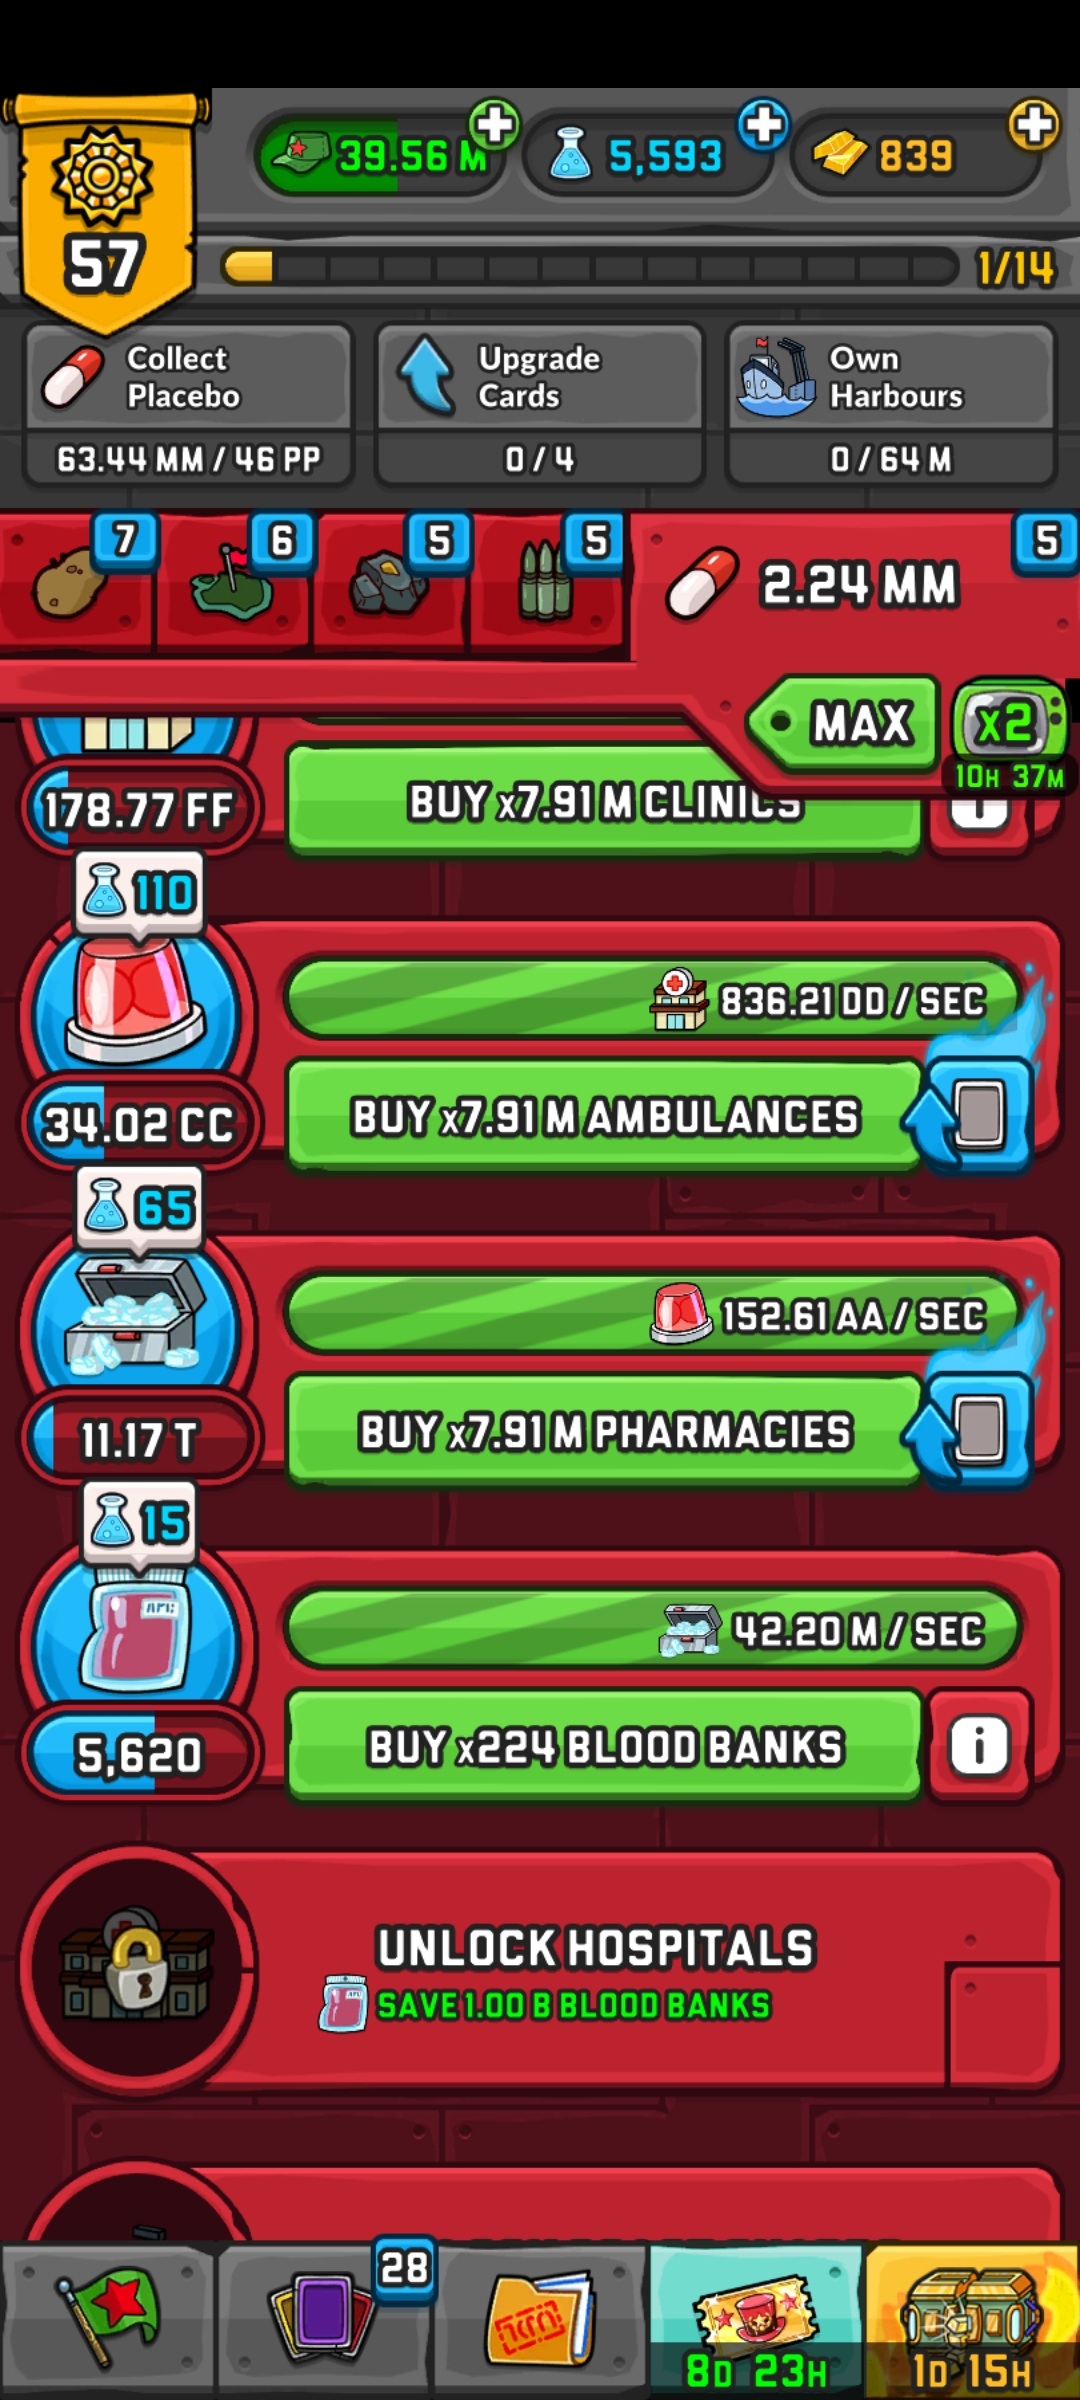 39.56 M
5,593
839
57
1/14
Collect
Placebo
63.44 MM / 46 PP
Upgrade
Cards
0 / 4
Own
Harbours
0 / 64 M
7
6
5
5
2.24 MM
5
MAX
x2
10H 37M
178.77 FF
BUY x7.91 M CLINICS
110
836.21 DD / SEC
34.02 CC
BUY x7.91 M AMBULANCES
65
152.61 AA / SEC
11.17 T
BUY x7.91 M PHARMACIES
15
42.20 M / SEC
5,620
BUY x224 BLOOD BANKS
i
UNLOCK HOSPITALS
SAVE 1.00 B BLOOD BANKS
28
8D 23H
1D 15H